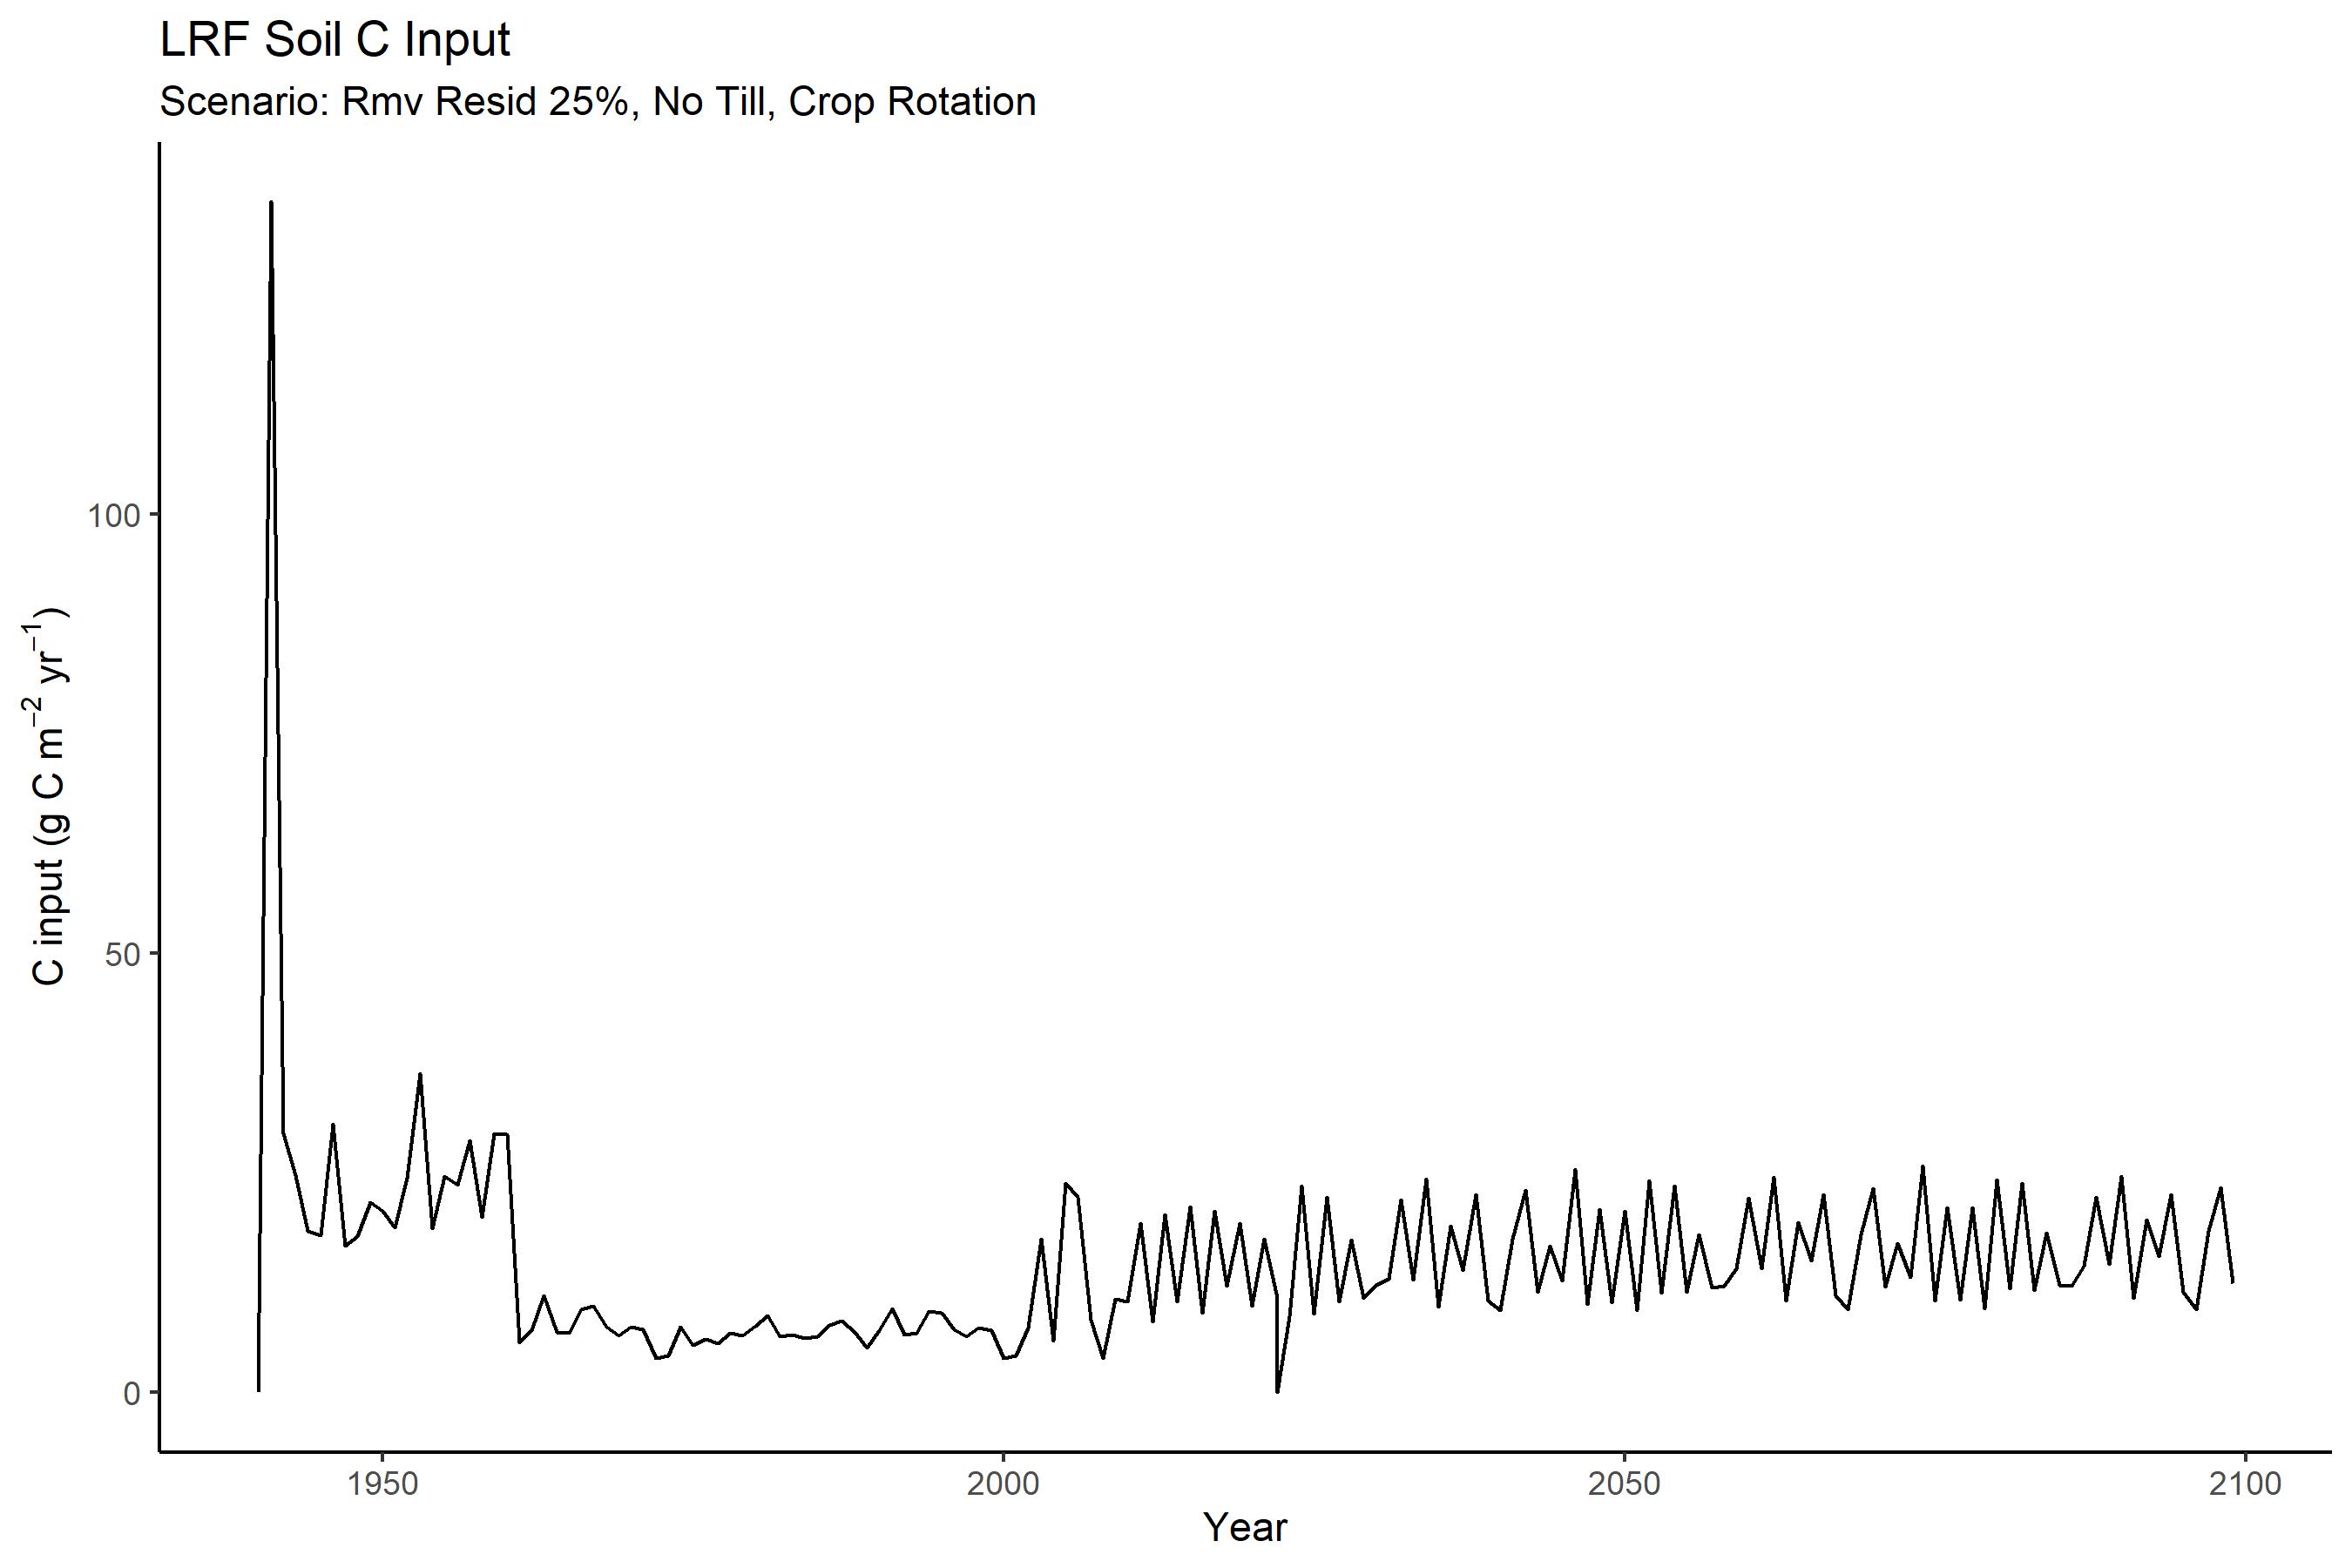 LRF Soil C Input
Scenario: Rmv Resid 25%, No Till, Crop Rotation
C input (g C m⁻² yr⁻¹)
100
50
0
1950 2000 2050 2100
Year